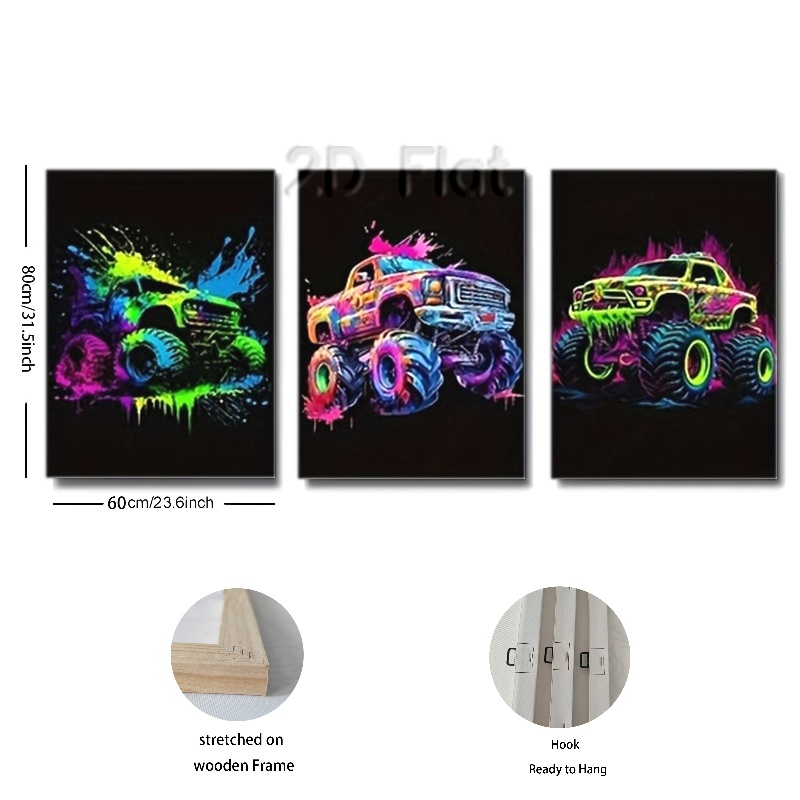 2D Flat
80cm/31.5inch
60cm/23.6inch
stretched on
wooden Frame
Hook
Ready to Hang